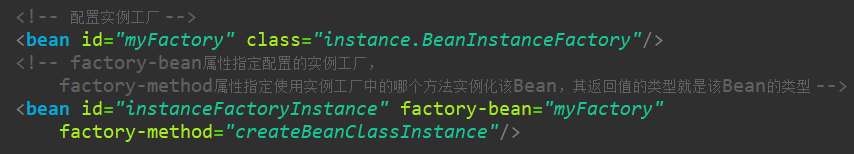 <!-- 配置实例工厂 -->
<bean id="myFactory" class="instance.BeanInstanceFactory"/>
<!-- factory-bean属性指定配置的实例工厂，
factory-method属性指定使用实例工厂中的哪个方法实例化该Bean，其返回值的类型就是该Bean的类型 -->
<bean id="instanceFactoryInstance" factory-bean="myFactory"
factory-method="createBeanClassInstance"/>